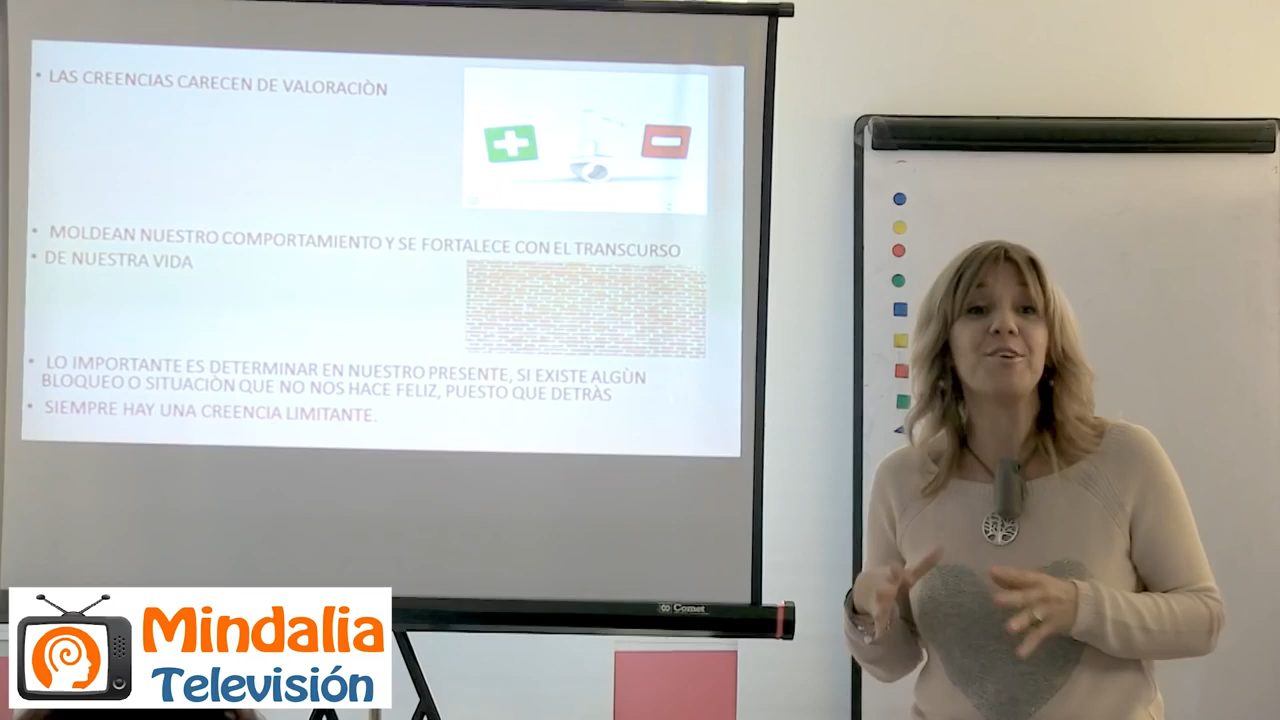 • LAS CREENCIAS CARECEN DE VALORACIÒN
• MOLDEAN NUESTRO COMPORTAMIENTO Y SE FORTALECE CON EL TRANSCURSO
• DE NUESTRA VIDA
• LO IMPORTANTE ES DETERMINAR EN NUESTRO PRESENTE, SI EXISTE ALGÙN
BLOQUEO O SITUACIÒN QUE NO NOS HACE FELIZ, PUESTO QUE DETRÀS
• SIEMPRE HAY UNA CREENCIA LIMITANTE.
Comet
Mindalia
Televisión